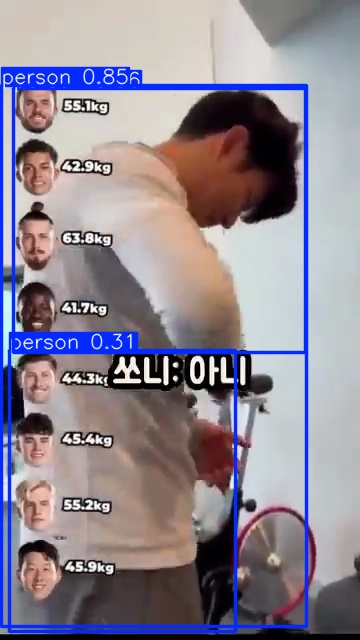 person 0.856
55.1kg
42.9kg
63.8kg
41.7kg
person 0.31
44.3kg
쏘니: 아니
45.4kg
55.2kg
45.9kg